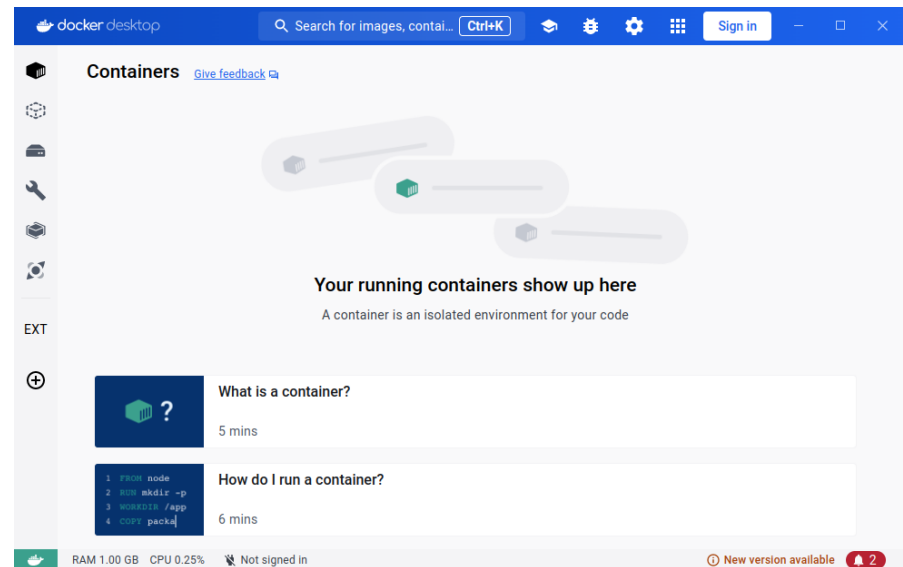 docker desktop
Search for images, contai... Ctrl+K
Sign in
Containers Give feedback
Your running containers show up here
A container is an isolated environment for your code
EXT
?
What is a container?
5 mins
1 FROM node
2 RUN mkdir -p
3 WORKDIR /app
4 COPY packa
How do I run a container?
6 mins
RAM 1.00 GB CPU 0.25% Not signed in
New version available 2